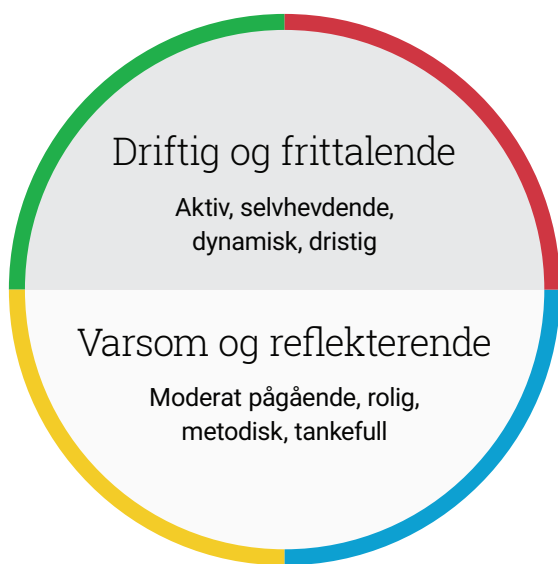 Driftig og frittalende
Aktiv, selvhevdende,
dynamisk, dristig
Varsom og reflekterende
Moderat pågående, rolig,
metodisk, tankefull